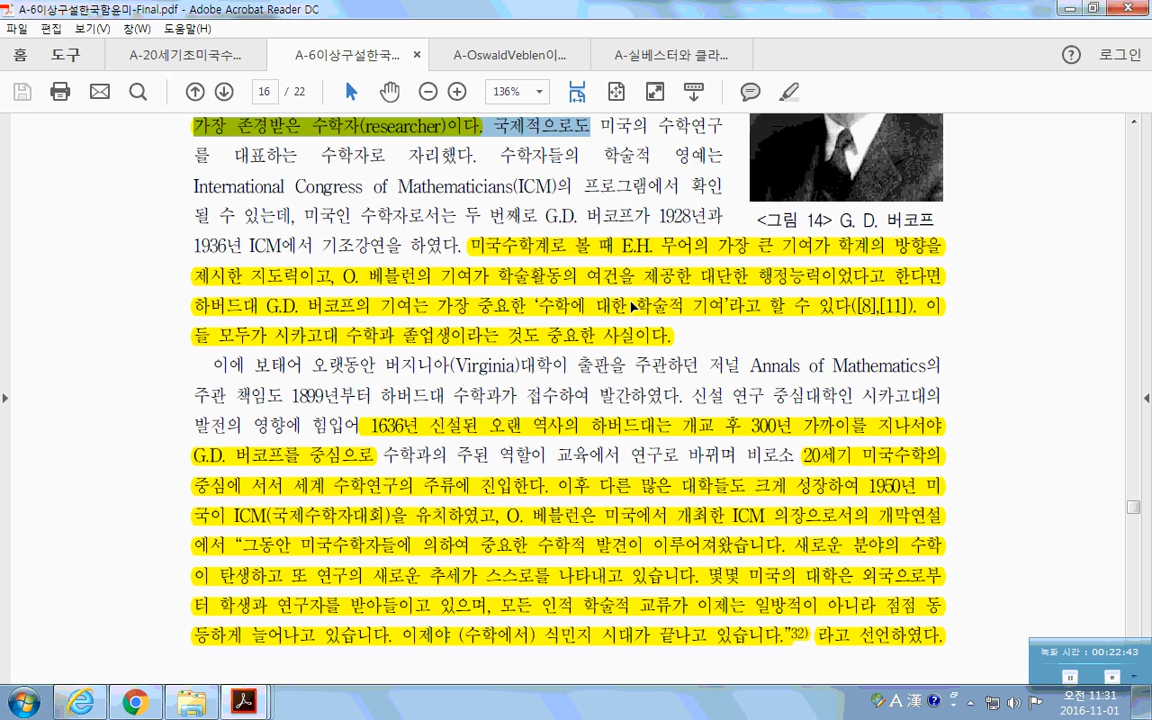 A-6이상구설한국함윤미-Final.pdf - Adobe Acrobat Reader DC
파일 편집 보기(V) 창(W) 도움말(H)
홈 도구 A-20세기초미국수... A-6이상구설한국... × A-OswaldVeblen이... A-실베스터와 클라... ? 로그인
16 / 22 136%
가장 존경받은 수학자(researcher)이다. 국제적으로도 미국의 수학연구
를 대표하는 수학자로 자리했다. 수학자들의 학술적 영예는
International Congress of Mathematicians(ICM)의 프로그램에서 확인
될 수 있는데, 미국인 수학자로서는 두 번째로 G.D. 버코프가 1928년과
<그림 14> G. D. 버코프
1936년 ICM에서 기조강연을 하였다. 미국수학계로 볼 때 E.H. 무어의 가장 큰 기여가 학계의 방향을
제시한 지도력이고, O. 베블런의 기여가 학술활동의 여건을 제공한 대단한 행정능력이었다고 한다면
하버드대 G.D. 버코프의 기여는 가장 중요한 ‘수학에 대한 학술적 기여’라고 할 수 있다([8],[11]). 이
들 모두가 시카고대 수학과 졸업생이라는 것도 중요한 사실이다.
이에 보태어 오랫동안 버지니아(Virginia)대학이 출판을 주관하던 저널 Annals of Mathematics의
주관 책임도 1899년부터 하버드대 수학과가 접수하여 발간하였다. 신설 연구 중심대학인 시카고대의
발전의 영향에 힘입어 1636년 신설된 오랜 역사의 하버드대는 개교 후 300년 가까이를 지나서야
G.D. 버코프를 중심으로 수학과의 주된 역할이 교육에서 연구로 바뀌며 비로소 20세기 미국수학의
중심에 서서 세계 수학연구의 주류에 진입한다. 이후 다른 많은 대학들도 크게 성장하여 1950년 미
국이 ICM(국제수학자대회)을 유치하였고, O. 베블런은 미국에서 개최한 ICM 의장으로서의 개막연설
에서 “그동안 미국수학자들에 의하여 중요한 수학적 발견이 이루어져왔습니다. 새로운 분야의 수학
이 탄생하고 또 연구의 새로운 추세가 스스로를 나타내고 있습니다. 몇몇 미국의 대학은 외국으로부
터 학생과 연구자를 받아들이고 있으며, 모든 인적 학술적 교류가 이제는 일방적이 아니라 점점 동
등하게 늘어나고 있습니다. 이제야 (수학에서) 식민지 시대가 끝나고 있습니다.”32) 라고 선언하였다.
녹화 시간 : 00:22:43
A 漢 ?
오전 11:31
2016-11-01